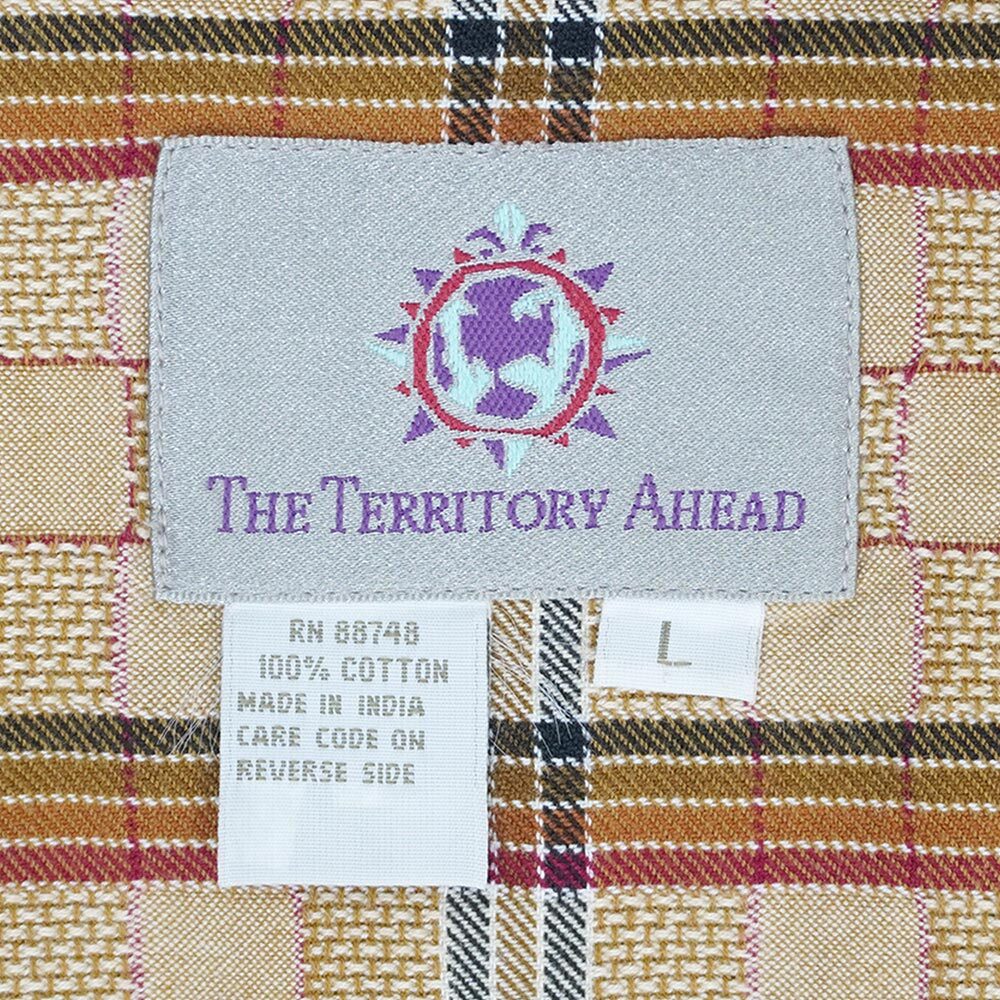 THE TERRITORY AHEAD
RN 88748
100% COTTON
MADE IN INDIA
CARE CODE ON
REVERSE SIDE
L